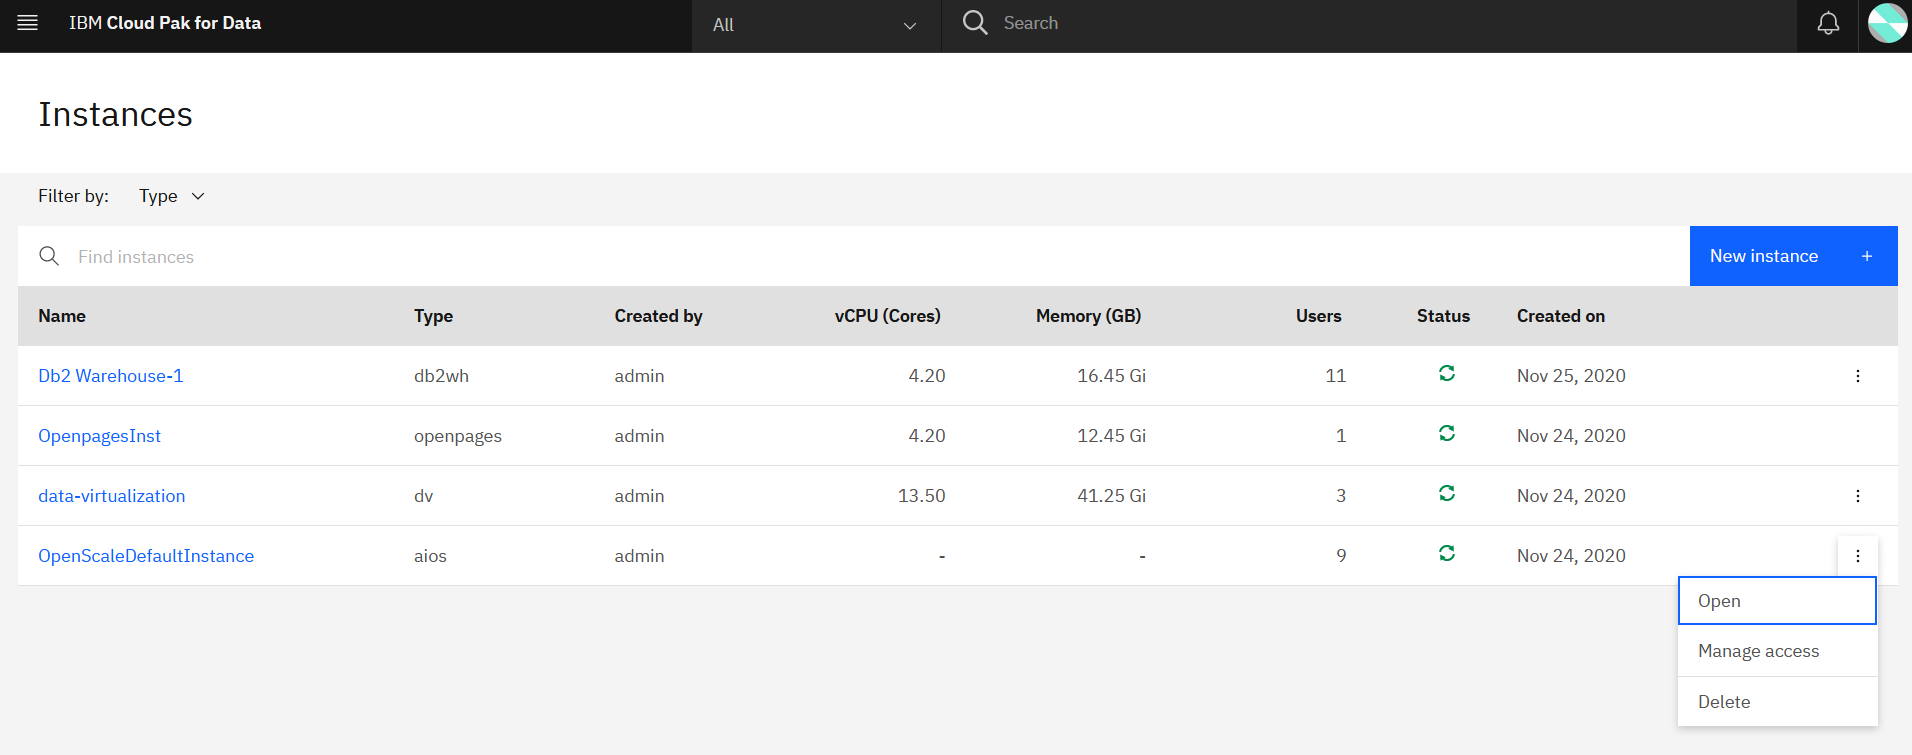 IBM Cloud Pak for Data All Search
Instances
Filter by: Type
Find instances New instance +
Name Type Created by vCPU (Cores) Memory (GB) Users Status Created on
Db2 Warehouse-1 db2wh admin 4.20 16.45 Gi 11 Nov 25, 2020
OpenpagesInst openpages admin 4.20 12.45 Gi 1 Nov 24, 2020
data-virtualization dv admin 13.50 41.25 Gi 3 Nov 24, 2020
OpenScaleDefaultInstance aios admin - - 9 Nov 24, 2020
Open
Manage access
Delete